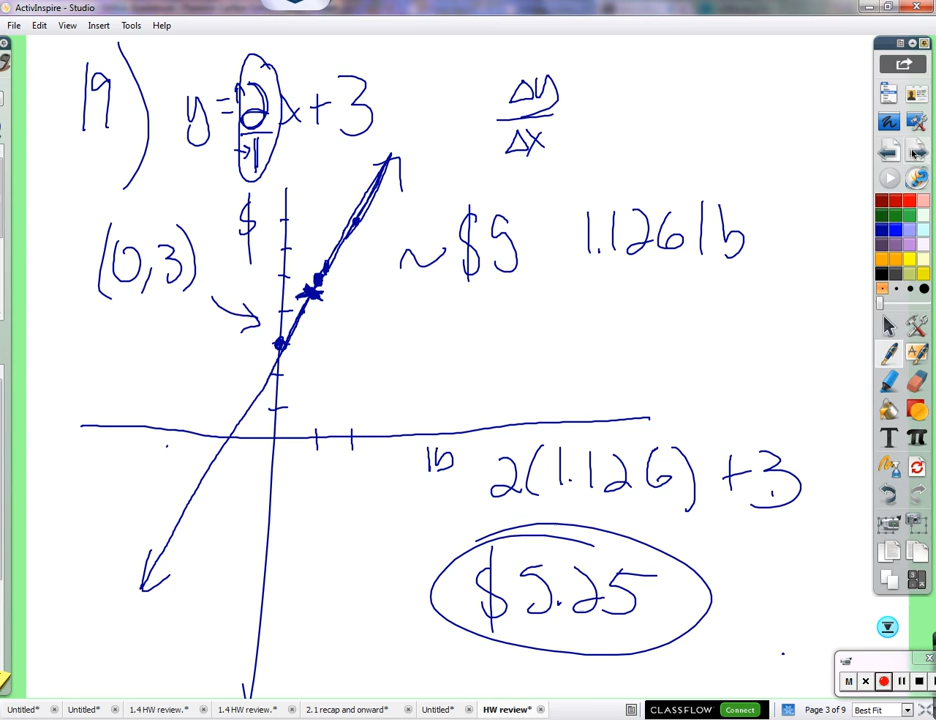 ActivInspire - Studio
File Edit View Insert Tools Help
19) y = 2/1 x + 3
Δy/Δx
$
(0,3)
~ $5 1.126 lb
lb
2(1.126) + 3
$5.25
Untitled* Untitled* 1.4 HW review.* 1.4 HW review.* 2.1 recap and onward* Untitled* HW review* CLASSFLOW Connect Page 3 of 9 Best Fit